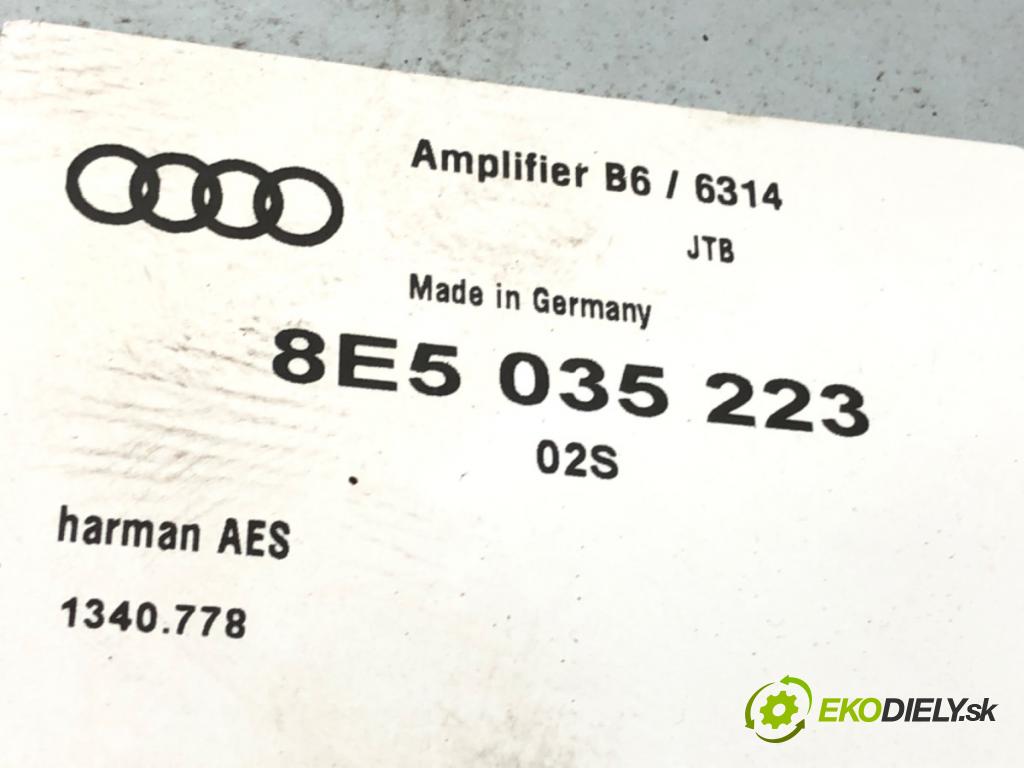 Amplifier B6 / 6314
JTB
Made in Germany
8E5 035 223
02S
harman AES
1340.778
EKODIELY.sk